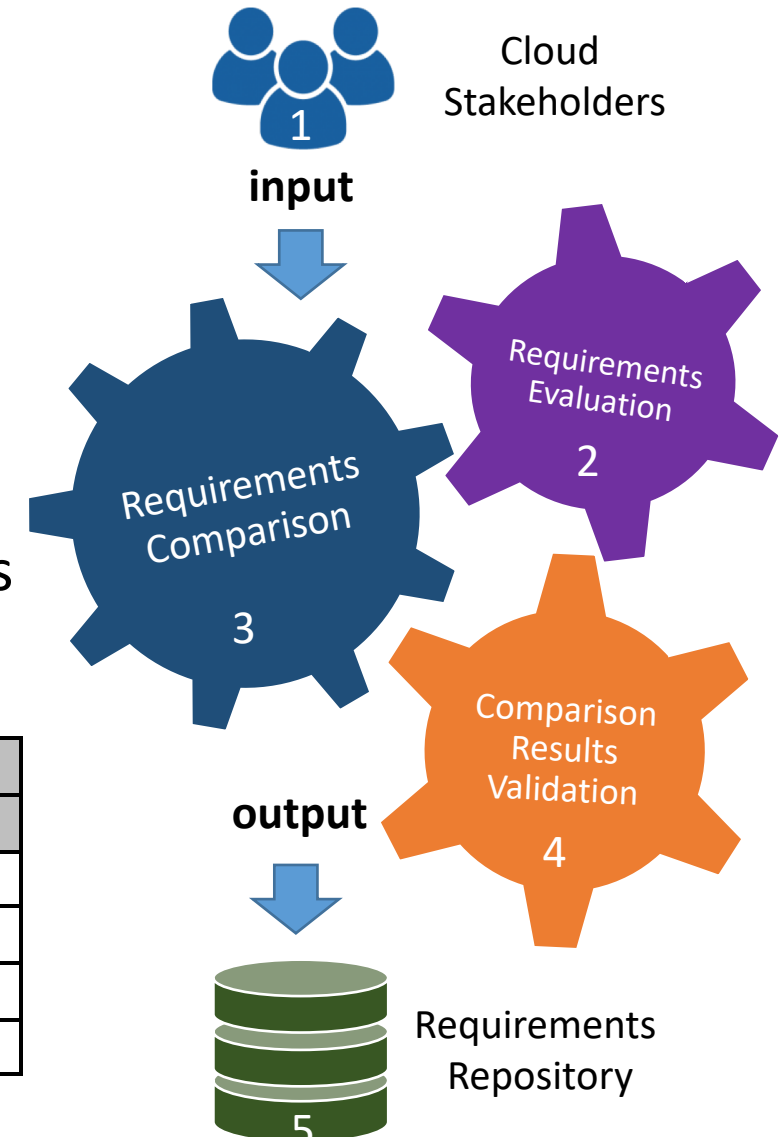 Cloud
Stakeholders
1
input
Requirements
Evaluation
2
Requirements
Comparison
3
s
Comparison
Results
Validation
4
output
Requirements
Repository
5